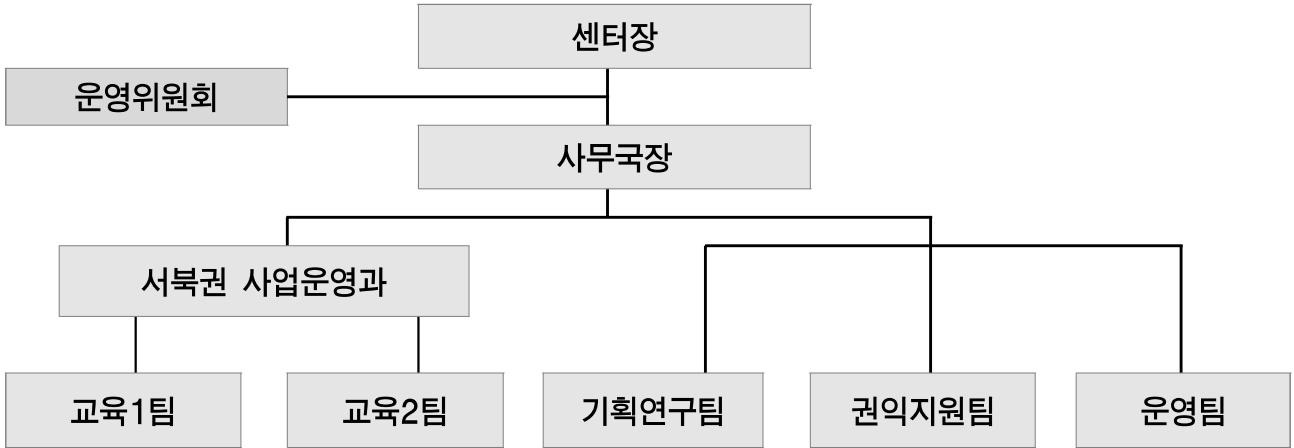 센터장
운영위원회
사무국장
서북권 사업운영과
교육1팀
교육2팀
기획연구팀
권익지원팀
운영팀